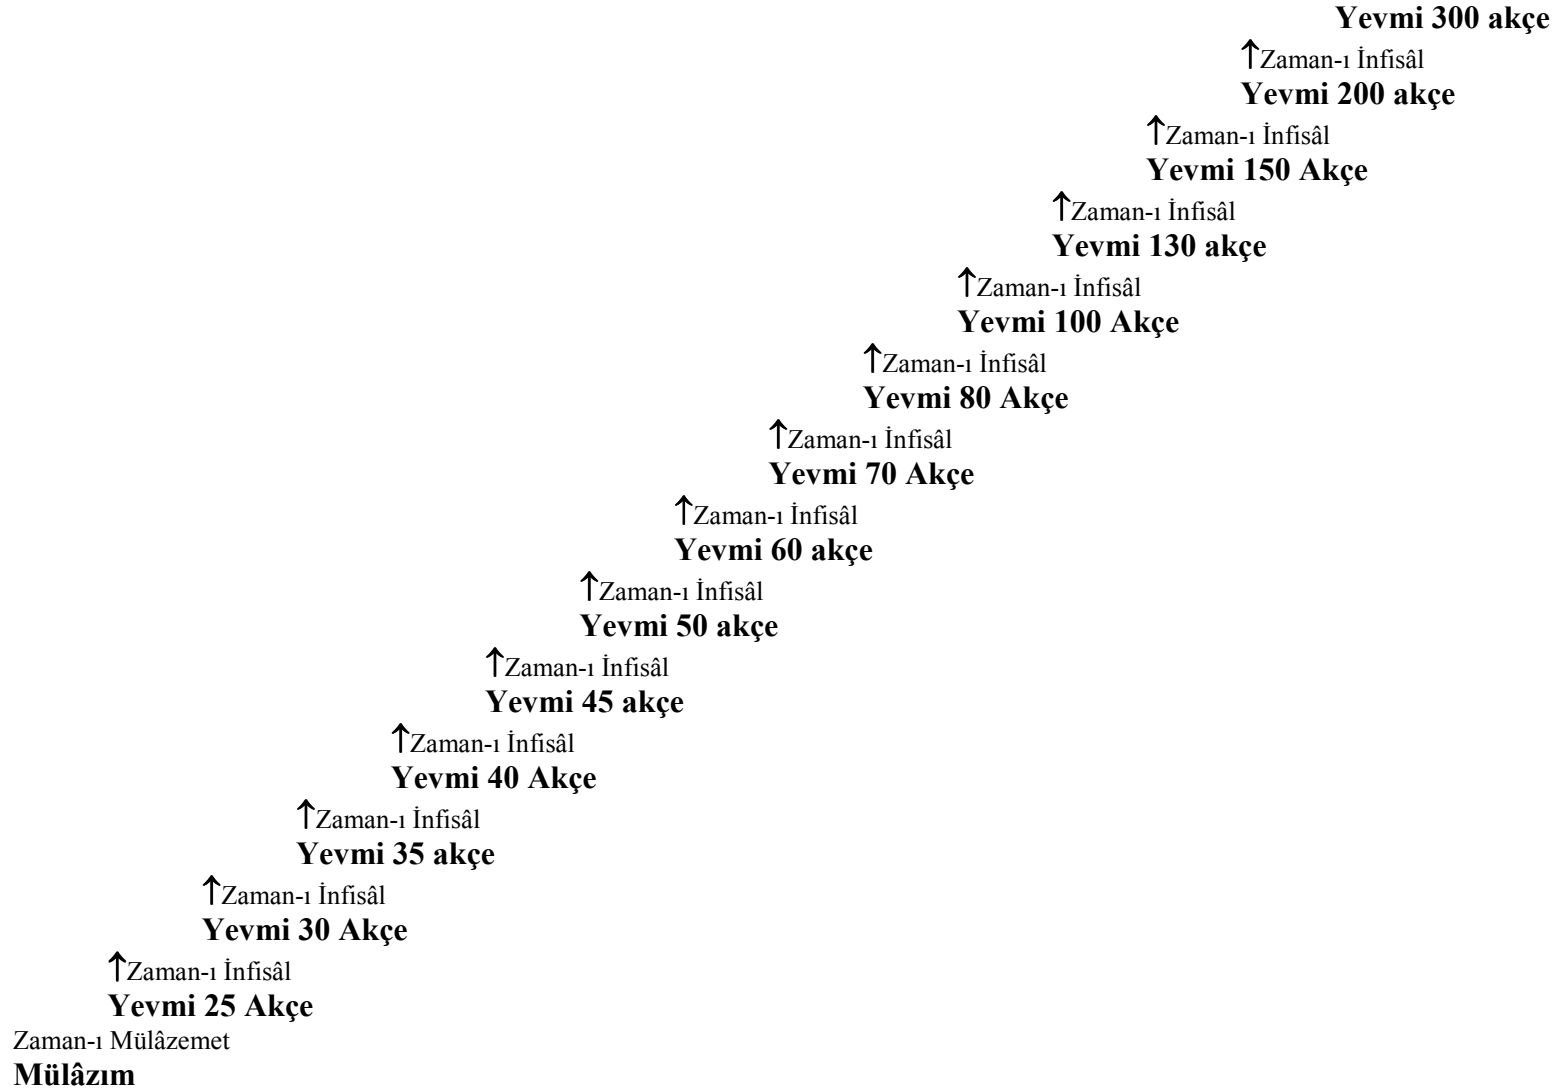 Yevmi 300 akçe
↑Zaman-ı İnfisâl
Yevmi 200 akçe
↑Zaman-ı İnfisâl
Yevmi 150 Akçe
↑Zaman-ı İnfisâl
Yevmi 130 akçe
↑Zaman-ı İnfisâl
Yevmi 100 Akçe
↑Zaman-ı İnfisâl
Yevmi 80 Akçe
↑Zaman-ı İnfisâl
Yevmi 70 Akçe
↑Zaman-ı İnfisâl
Yevmi 60 akçe
↑Zaman-ı İnfisâl
Yevmi 50 akçe
↑Zaman-ı İnfisâl
Yevmi 45 akçe
↑Zaman-ı İnfisâl
Yevmi 40 Akçe
↑Zaman-ı İnfisâl
Yevmi 35 akçe
↑Zaman-ı İnfisâl
Yevmi 30 Akçe
↑Zaman-ı İnfisâl
Yevmi 25 Akçe
Zaman-ı Mülâzemet
Mülâzım